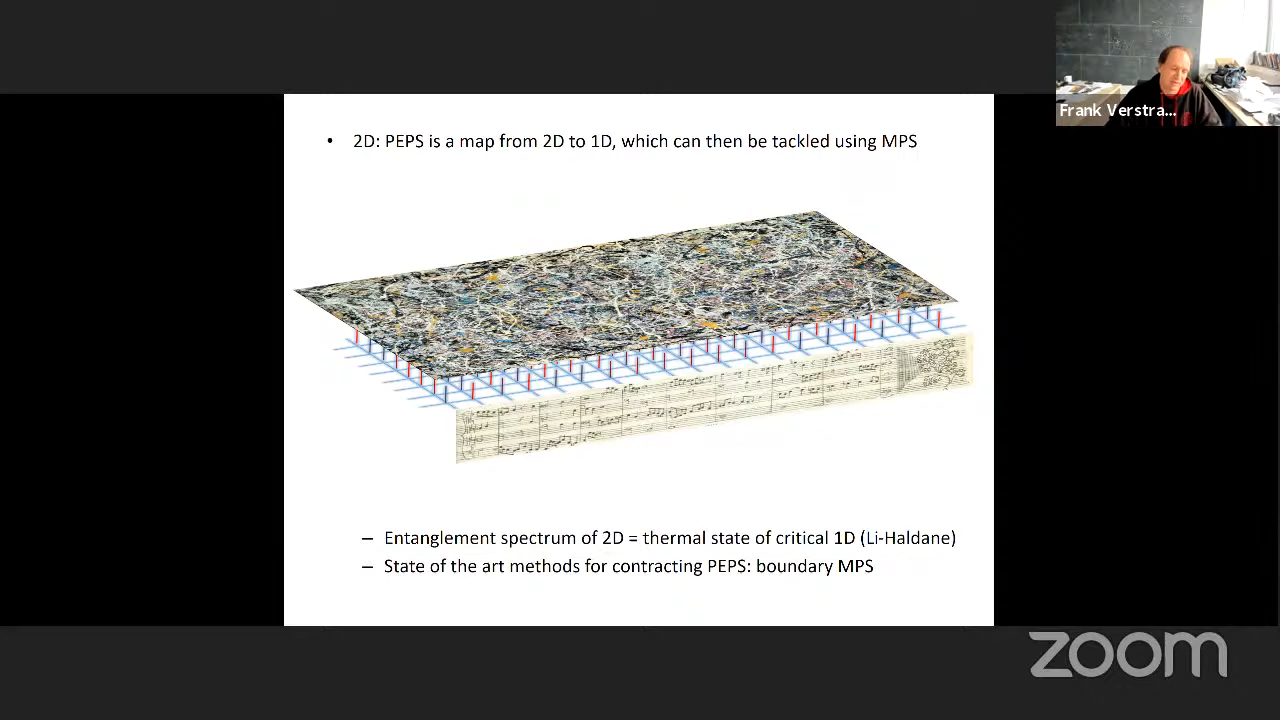 Frank Verstra...
• 2D: PEPS is a map from 2D to 1D, which can then be tackled using MPS
– Entanglement spectrum of 2D = thermal state of critical 1D (Li-Haldane)
– State of the art methods for contracting PEPS: boundary MPS
zoom